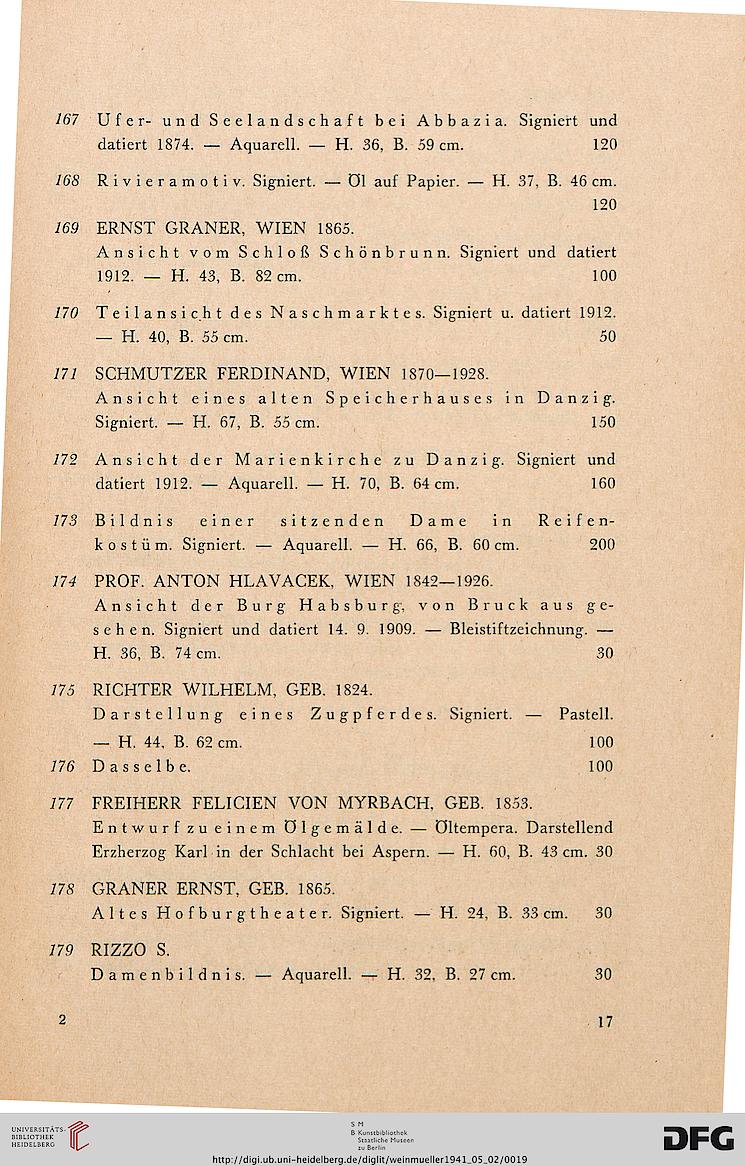 167 Ufer- und Seelandschaft bei Abbazia. Signiert und
datiert 1874. — Aquarell. — H. 36, B. 59 cm. 120
168 Rivieramotiv. Signiert. — Öl auf Papier. — H. 37, B. 46 cm.
120
169 ERNST GRANER, WIEN 1865.
Ansicht vom Schloß Schönbrunn. Signiert und datiert
1912. — H. 43, B. 82 cm. 100
170 Teilansicht des Naschmarktes. Signiert u. datiert 1912.
— H. 40, B. 55 cm. 50
171 SCHMUTZER FERDINAND, WIEN 1870—1928.
Ansicht eines alten Speicherhauses in Danzig.
Signiert. — H. 67, B. 55 cm. 150
172 Ansicht der Marienkirche zu Danzig. Signiert und
datiert 1912. — Aquarell. — H. 70, B. 64 cm. 160
173 Bildnis einer sitzenden Dame in Reifen-
kostüm. Signiert. — Aquarell. — H. 66, B. 60 cm. 200
174 PROF. ANTON HLAVACEK, WIEN 1842—1926.
Ansicht der Burg Habsburg, von Bruck aus ge-
sehen. Signiert und datiert 14. 9. 1909. — Bleistiftzeichnung. —
H. 36, B. 74 cm. 30
175 RICHTER WILHELM, GEB. 1824.
Darstellung eines Zugpferdes. Signiert. — Pastell.
— H. 44, B. 62 cm. 100
176 Dasselbe. 100
177 FREIHERR FELICIEN VON MYRBACH, GEB. 1853.
Entwurf zu einem Ölgemälde. — Öltempera. Darstellend
Erzherzog Karl in der Schlacht bei Aspern. — H. 60, B. 43 cm. 30
178 GRANER ERNST, GEB. 1865.
Altes Hofburgtheater. Signiert. — H. 24, B. 33 cm. 30
179 RIZZO S.
Damenbildnis. — Aquarell. — H. 32, B. 27 cm. 30
2 17
UNIVERSITÄTS-
BIBLIOTHEK
HEIDELBERG
S M
B Kunstbibliothek
Staatliche Museen
zu Berlin
DFG
http://digi.ub.uni-heidelberg.de/diglit/weinmueller1941_05_02/0019